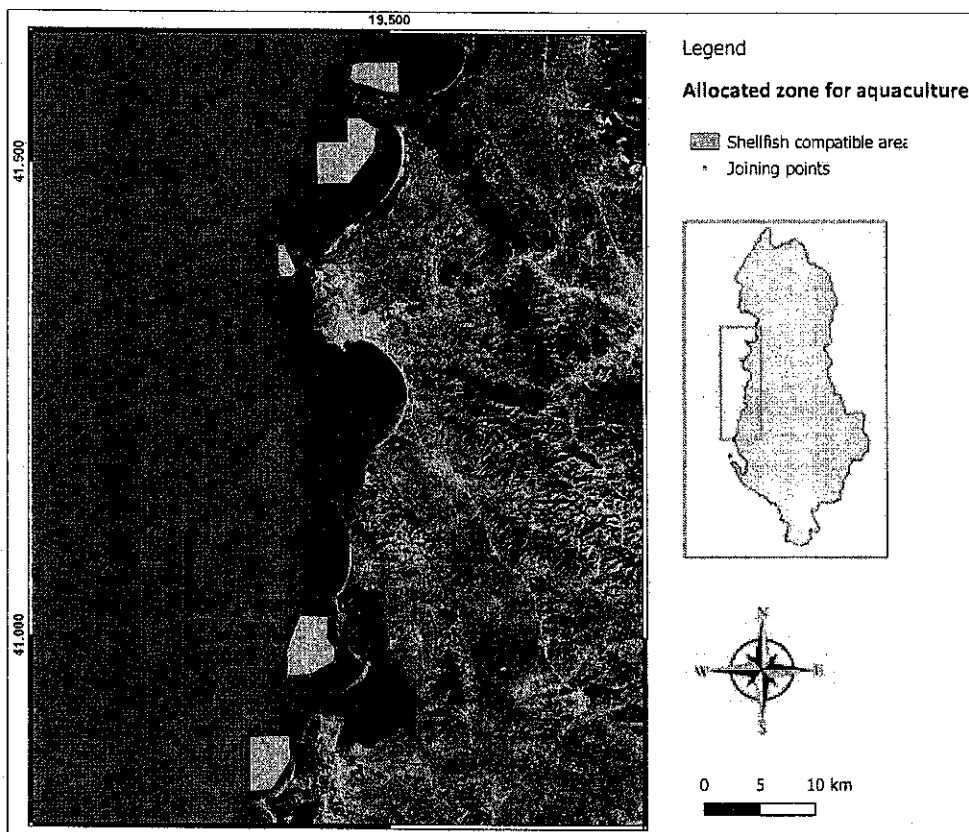 19.500
41.500
41.000
Legend
Allocated zone for aquaculture
Shellfish compatible area
Joining points
N
W
E
S
0 5 10 km